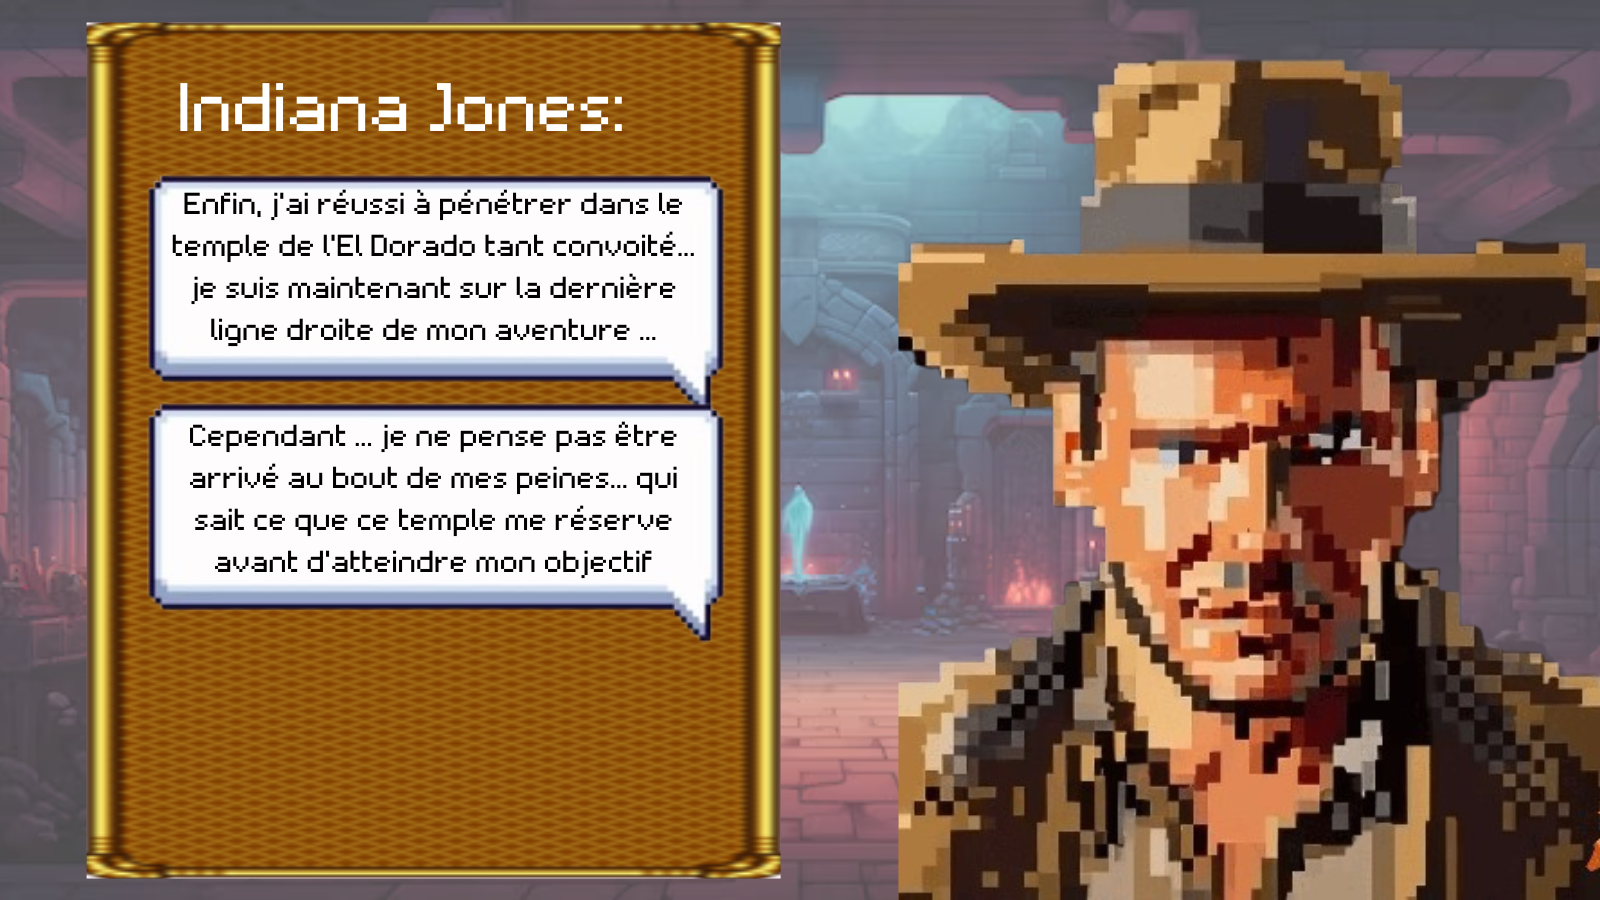 Indiana Jones:
Enfin, j'ai réussi à pénétrer dans le
temple de l'El Dorado tant convoité...
je suis maintenant sur la dernière
ligne droite de mon aventure ...
Cependant ... je ne pense pas être
arrivé au bout de mes peines... qui
sait ce que ce temple me réserve
avant d'atteindre mon objectif